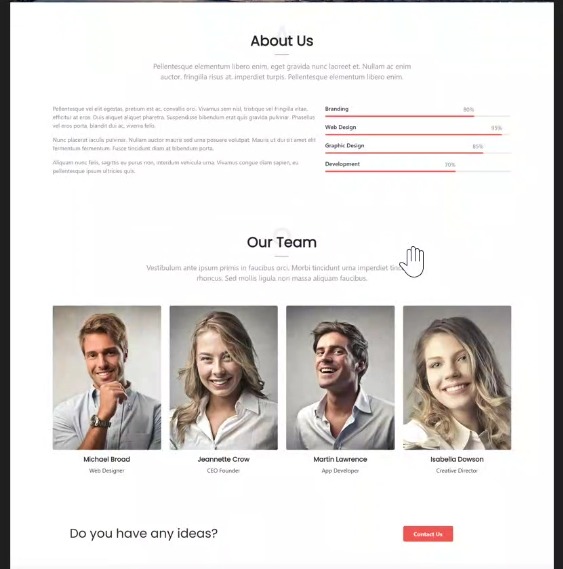 About Us
Pellentesque elementum libero enim, eget gravida nunc laoreet et. Nullam ac enim
auctor, fringilla risus at, imperdiet turpis. Pellentesque elementum libero enim.
Pellentesque vel elit egestas, pretium est ac, convallis orci. Vivamus sem nisl, tristique vel fringilla vitae,
efficitur at eros. Duis aliquet aliquet pharetra. Suspendisse bibendum erat quis gravida pulvinar. Phasellus
vel eros porta, blandit dui ac, viverra felis.
Nunc placerat iaculis pulvinar. Nullam auctor mauris sed urna posuere volutpat. Mauris ut dui sit amet elit
fermentum fermentum. Fusce tincidunt diam at bibendum porta.
Aliquam nunc felis, sagittis eu purus non, interdum vehicula urna. Vivamus congue diam sapien, eu
pellentesque ipsum ultricies quis.
Branding 80%
Web Design 95%
Graphic Design 85%
Development 70%
Our Team
Vestibulum ante ipsum primis in faucibus orci. Morbi tincidunt urna imperdiet
rhoncus. Sed mollis ligula non massa aliquam faucibus.
Michael Broad
Web Designer
Jeannette Crow
CEO Founder
Martin Lawrence
App Developer
Isabella Dowson
Creative Director
Do you have any ideas?
Contact Us